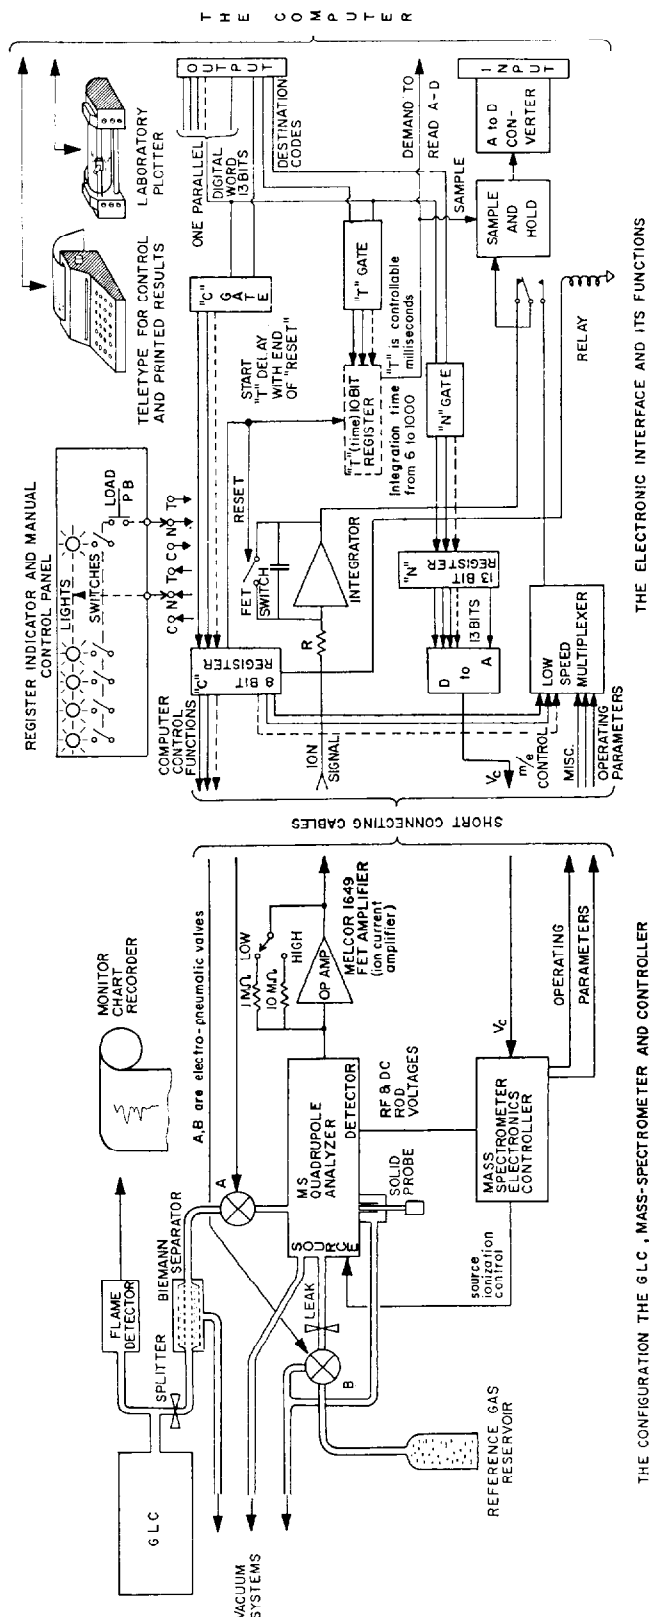 THE COMPUTER
OUTPUT
INPUT
LABORATORY
PLOTTER
TELETYPE FOR CONTROL
AND PRINTED RESULTS
ONE PARALLEL
DIGITAL
WORD
13 BITS
DESTINATION
CODES
DEMAND TO
READ A-D
SAMPLE
A to D
CON-
VERTER
SAMPLE
AND
HOLD
"C"
GATE
"T" GATE
START
"T" DELAY
WITH END
OF "RESET"
"T" (time) 10 BIT
REGISTER
"T" is controllable
milliseconds
Integration time
from 6 to 1000
"N" GATE
RELAY
REGISTER INDICATOR AND MANUAL
CONTROL PANEL
LIGHTS
SWITCHES
LOAD
PB
C N T
C N T
RESET
FET
SWITCH
INTEGRATOR
R
"N"
13 BIT
REGISTER
13 BITS
D
to
A
"C"
8 BIT
REGISTER
LOW
SPEED
MULTIPLEXER
COMPUTER
CONTROL
FUNCTIONS
ION
SIGNAL
Vc
m/e
CONTROL
MISC.
OPERATING
PARAMETERS
THE ELECTRONIC INTERFACE AND ITS FUNCTIONS
SHORT CONNECTING CABLES
MONITOR
CHART
RECORDER
A,B are electro-pneumatic valves
LOW
HIGH
1 MΩ
10 MΩ
OP AMP
MELCOR 1649
FET AMPLIFIER
(ion current
amplifier)
Vc
OPERATING
PARAMETERS
FLAME
DETECTOR
BIEMANN
SEPARATOR
SPLITTER
GLC
A
MS
QUADRUPOLE
ANALYZER
DETECTOR
SOURCE
RF & DC
ROD
VOLTAGES
SOLID
PROBE
MASS
SPECTROMETER
ELECTRONICS
CONTROLLER
source
ionization
control
LEAK
B
REFERENCE GAS
RESERVOIR
VACUUM
SYSTEMS
THE CONFIGURATION THE GLC, MASS-SPECTROMETER AND CONTROLLER